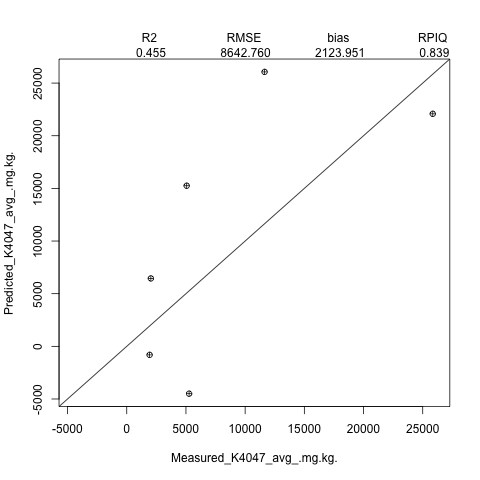 R2 RMSE bias RPIQ
0.455 8642.760 2123.951 0.839
25000
20000
15000
10000
5000
0
-5000
Predicted_K4047_avg_.mg.kg.
-5000 0 5000 10000 15000 20000 25000
Measured_K4047_avg_.mg.kg.